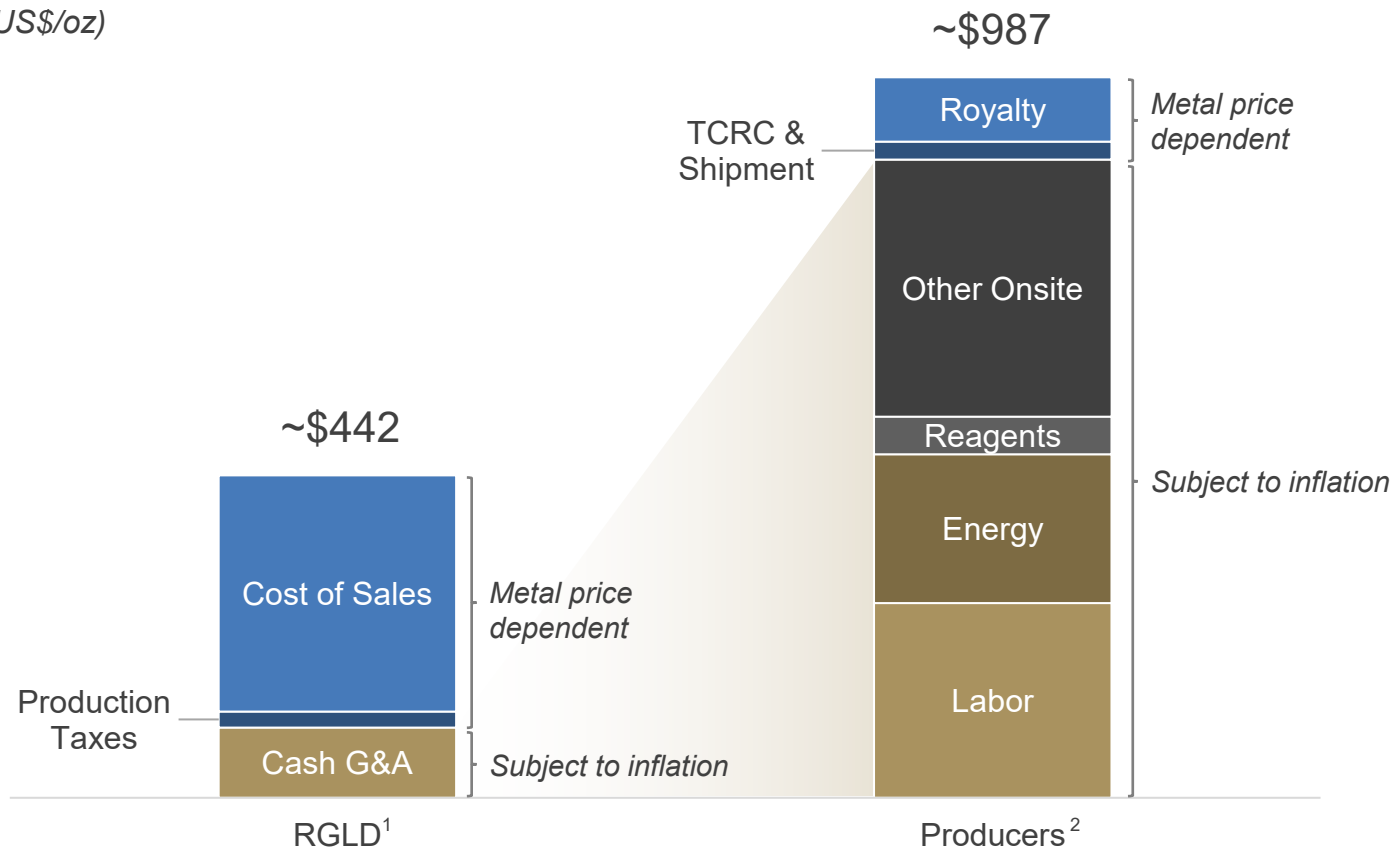 US$/oz)
~$987
Royalty
Metal price
dependent
TCRC &
Shipment
Other Onsite
Reagents
Energy
Labor
Subject to inflation
~$442
Cost of Sales
Metal price
dependent
Production
Taxes
Cash G&A
Subject to inflation
RGLD1
Producers2